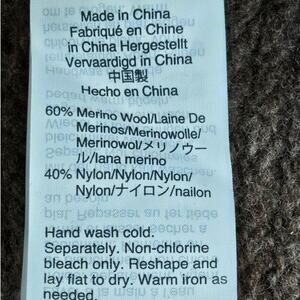 Made in China
Fabriqué en Chine
in China Hergestellt
Vervaardigd in China
中国製
Hecho en China
60% Merino Wool/Laine De
Merinos/Merinowolle/
Merinowol/メリノウー
ル/lana merino
40% Nylon/Nylon/Nylon/
Nylon/ナイロン/nailon
Hand wash cold.
Separately. Non-chlorine
bleach only. Reshape and
lay flat to dry. Warm iron as
needed.